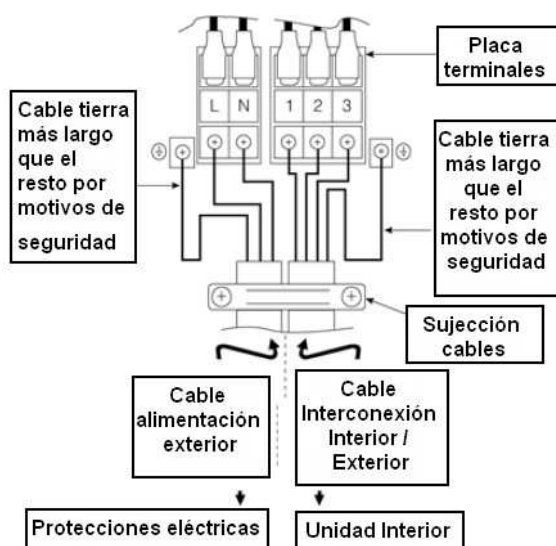 Placa
terminales
L N 1 2 3
Cable tierra
más largo
que el
resto por
motivos de
seguridad
Cable tierra
más largo
que el
resto por
motivos de
seguridad
Sujección
cables
Cable
alimentación
exterior
Cable
Interconexión
Interior /
Exterior
Protecciones eléctricas
Unidad Interior